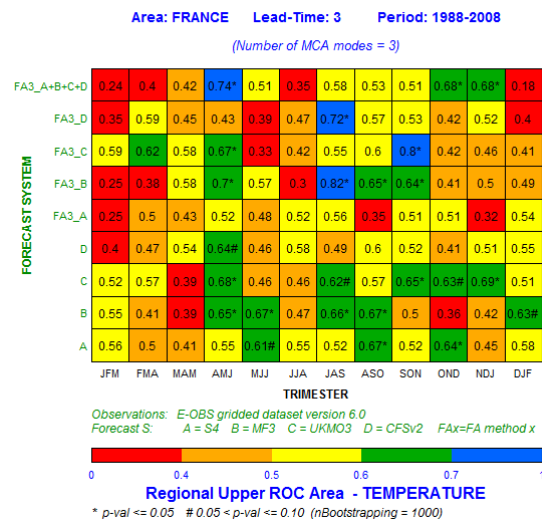 Area: FRANCE Lead-Time: 3 Period: 1988-2008
(Number of MCA modes = 3)
FORECAST SYSTEM
FA3_A+B+C+D 0.24 0.4 0.42 0.74* 0.51 0.35 0.58 0.53 0.51 0.68* 0.68* 0.18
FA3_D 0.35 0.59 0.45 0.43 0.39 0.47 0.72* 0.57 0.53 0.42 0.52 0.4
FA3_C 0.59 0.62 0.58 0.67* 0.33 0.42 0.55 0.6 0.8* 0.42 0.46 0.41
FA3_B 0.25 0.38 0.58 0.7* 0.57 0.3 0.82* 0.65* 0.64* 0.41 0.5 0.49
FA3_A 0.25 0.5 0.43 0.52 0.48 0.52 0.56 0.35 0.51 0.51 0.32 0.54
D 0.4 0.47 0.54 0.64# 0.46 0.58 0.49 0.6 0.52 0.41 0.51 0.55
C 0.52 0.57 0.39 0.68* 0.46 0.46 0.62# 0.57 0.65* 0.63# 0.69* 0.51
B 0.55 0.41 0.39 0.65* 0.67* 0.47 0.66* 0.67* 0.5 0.36 0.42 0.63#
A 0.56 0.5 0.41 0.55 0.61# 0.55 0.52 0.67* 0.52 0.64* 0.45 0.58
JFM FMA MAM AMJ MJJ JJA JAS ASO SON OND NDJ DJF
TRIMESTER
Observations: E-OBS gridded dataset version 6.0
Forecast S: A = S4 B = MF3 C = UKMO3 D = CFSv2 FAx=FA method x
0 0.4 0.5 0.6 0.7 1
Regional Upper ROC Area - TEMPERATURE
* p-val <= 0.05 # 0.05 < p-val <= 0.10 (nBootstrapping = 1000)